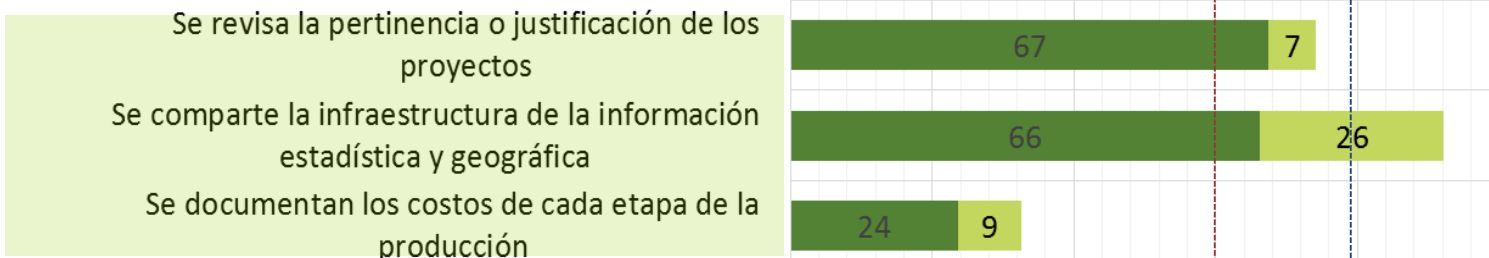 Se revisa la pertinencia o justificación de los
proyectos
67 7
Se comparte la infraestructura de la información
estadística y geográfica
66 26
Se documentan los costos de cada etapa de la
producción
24 9